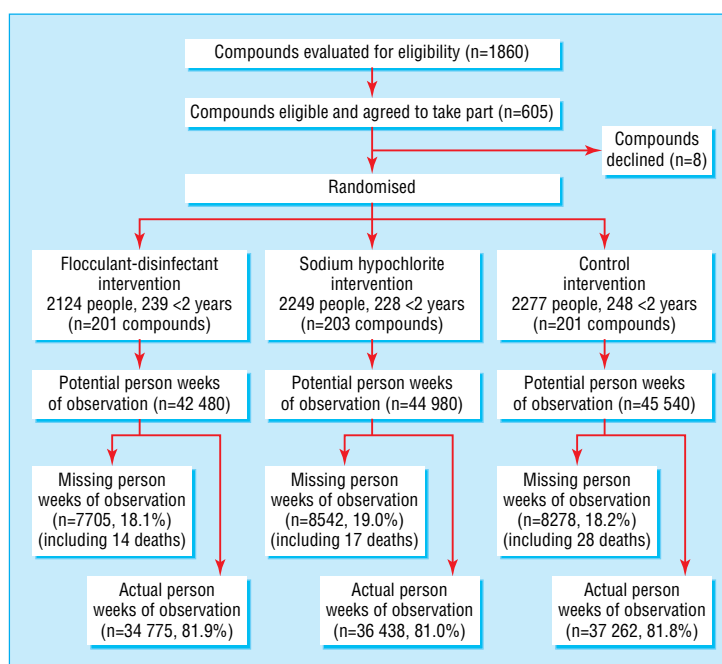 Compounds evaluated for eligibility (n=1860)
Compounds eligible and agreed to take part (n=605)
Compounds
declined (n=8)
Randomised
Flocculant-disinfectant
intervention
2124 people, 239 <2 years
(n=201 compounds)
Sodium hypochlorite
intervention
2249 people, 228 <2 years
(n=203 compounds)
Control
intervention
2277 people, 248 <2 years
(n=201 compounds)
Potential person weeks
of observation (n=42 480)
Potential person weeks
of observation (n=44 980)
Potential person weeks
of observation (n=45 540)
Missing person
weeks of observation
(n=7705, 18.1%)
(including 14 deaths)
Missing person
weeks of observation
(n=8542, 19.0%)
(including 17 deaths)
Missing person
weeks of observation
(n=8278, 18.2%)
(including 28 deaths)
Actual person
weeks of observation
(n=34 775, 81.9%)
Actual person
weeks of observation
(n=36 438, 81.0%)
Actual person
weeks of observation
(n=37 262, 81.8%)